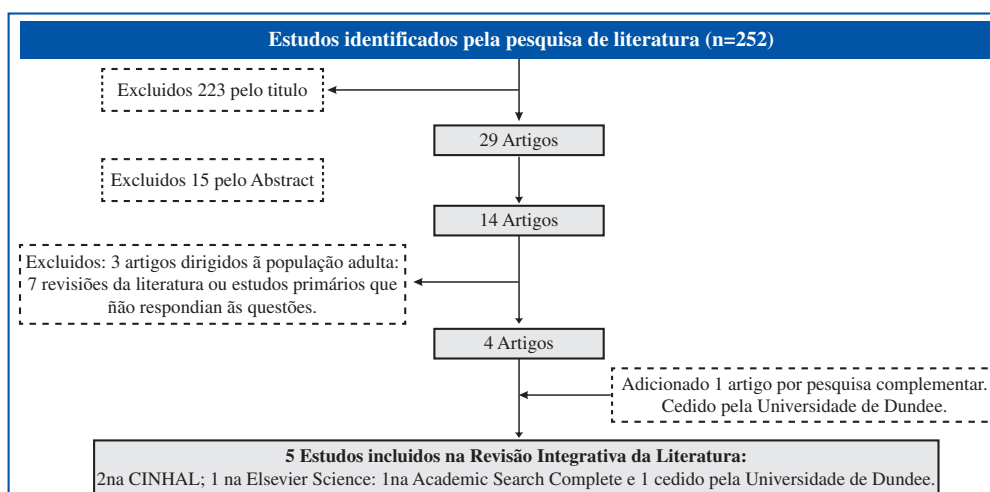 Estudos identificados pela pesquisa de literatura (n=252)
Excluidos 223 pelo titulo
29 Artigos
Excluidos 15 pelo Abstract
14 Artigos
Excluidos: 3 artigos dirigidos ã população adulta:
7 revisiões da literatura ou estudos primários que
ñão respondian ãs questões.
4 Artigos
Adicionado 1 artigo por pesquisa complementar.
Cedido pela Universidade de Dundee.
5 Estudos incluidos na Revisão Integrativa da Literatura:
2na CINHAL; 1 na Elsevier Science: 1na Academic Search Complete e 1 cedido pela Universidade de Dundee.